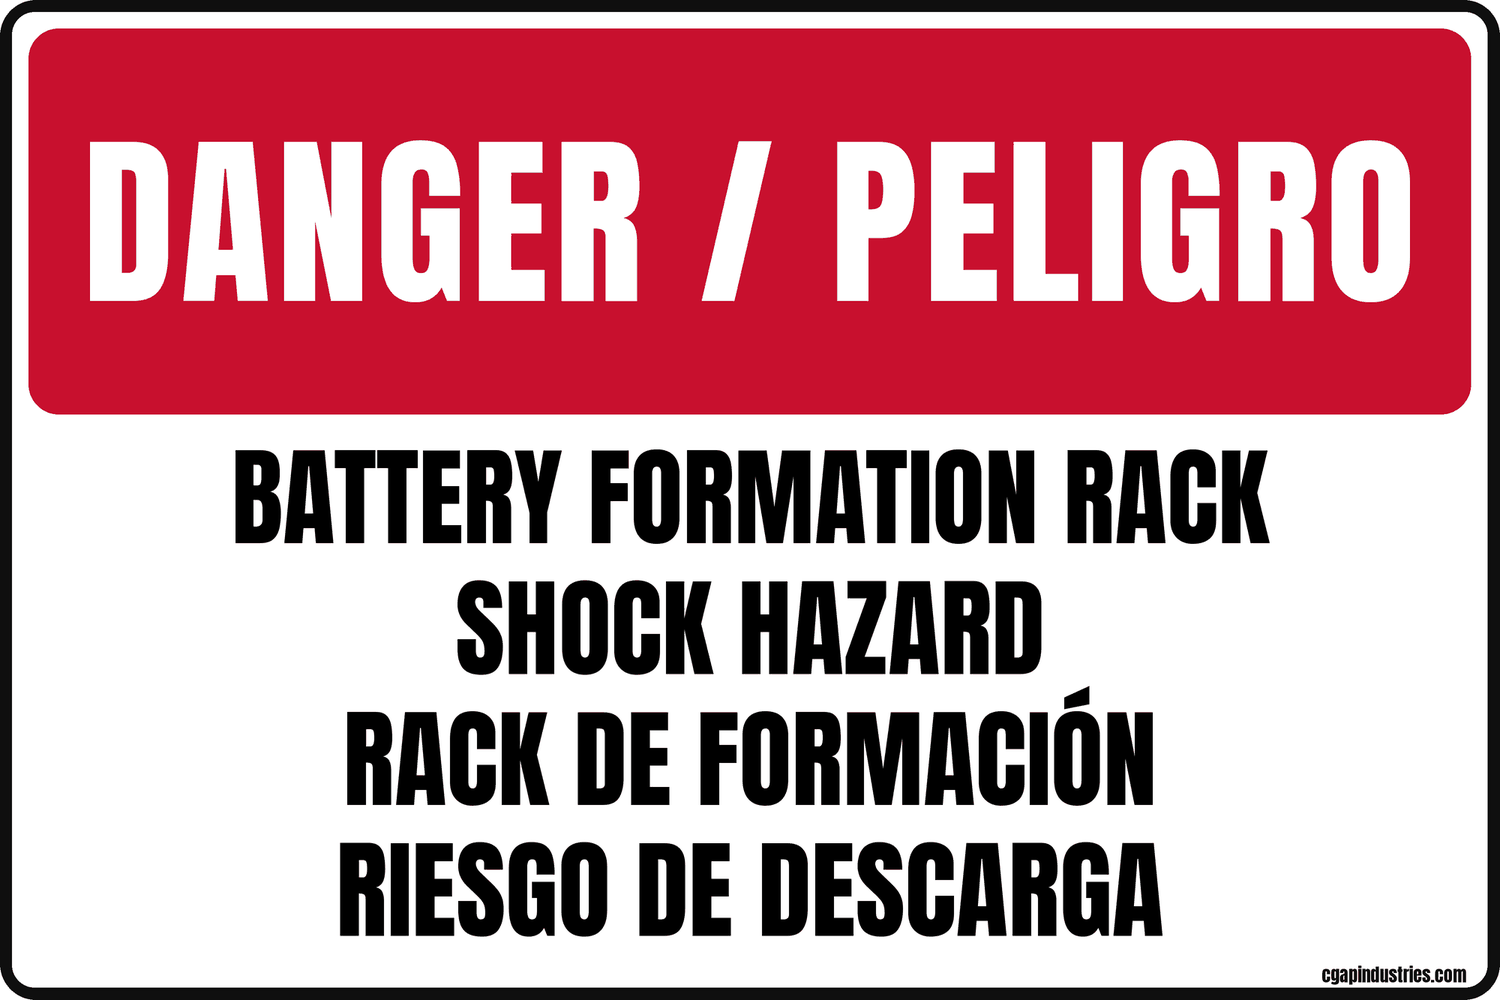 DANGER / PELIGRO
BATTERY FORMATION RACK
SHOCK HAZARD
RACK DE FORMACIÓN
RIESGO DE DESCARGA
cgapindustries.com